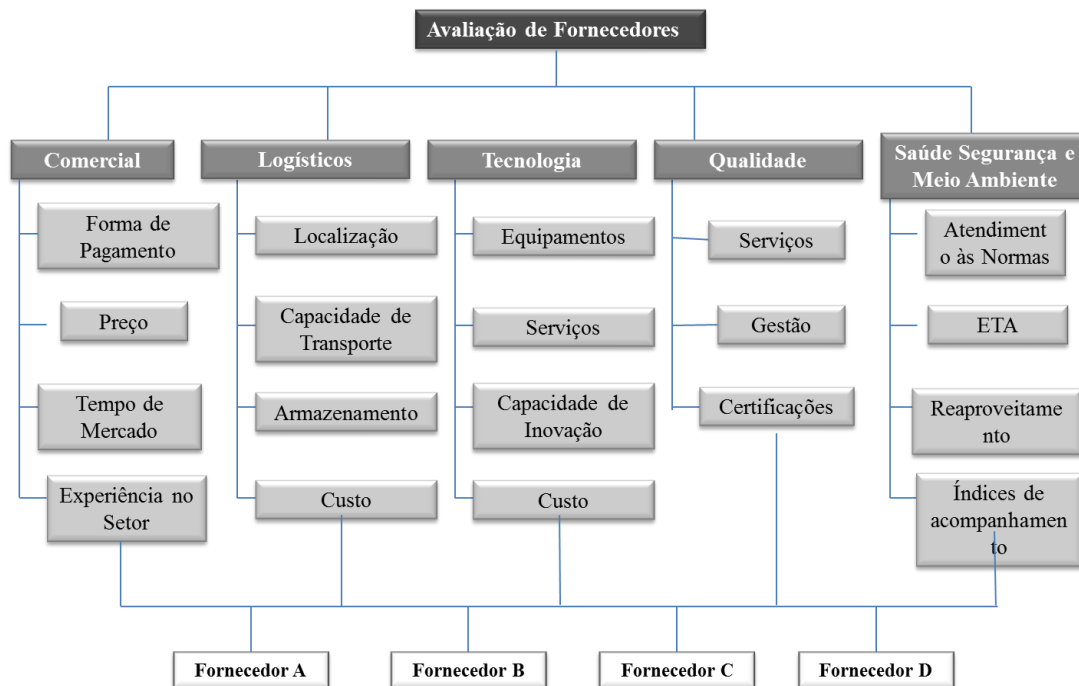 Avaliação de Fornecedores
Comercial
Forma de
Pagamento
Preço
Tempo de
Mercado
Experiência no
Setor
Logísticos
Localização
Capacidade de
Transporte
Armazenamento
Custo
Tecnologia
Equipamentos
Serviços
Capacidade de
Inovação
Custo
Qualidade
Serviços
Gestão
Certificações
Saúde Segurança e
Meio Ambiente
Atendiment
o às Normas
ETA
Reaproveitame
nto
Índices de
acompanhamen
to
Fornecedor A
Fornecedor B
Fornecedor C
Fornecedor D